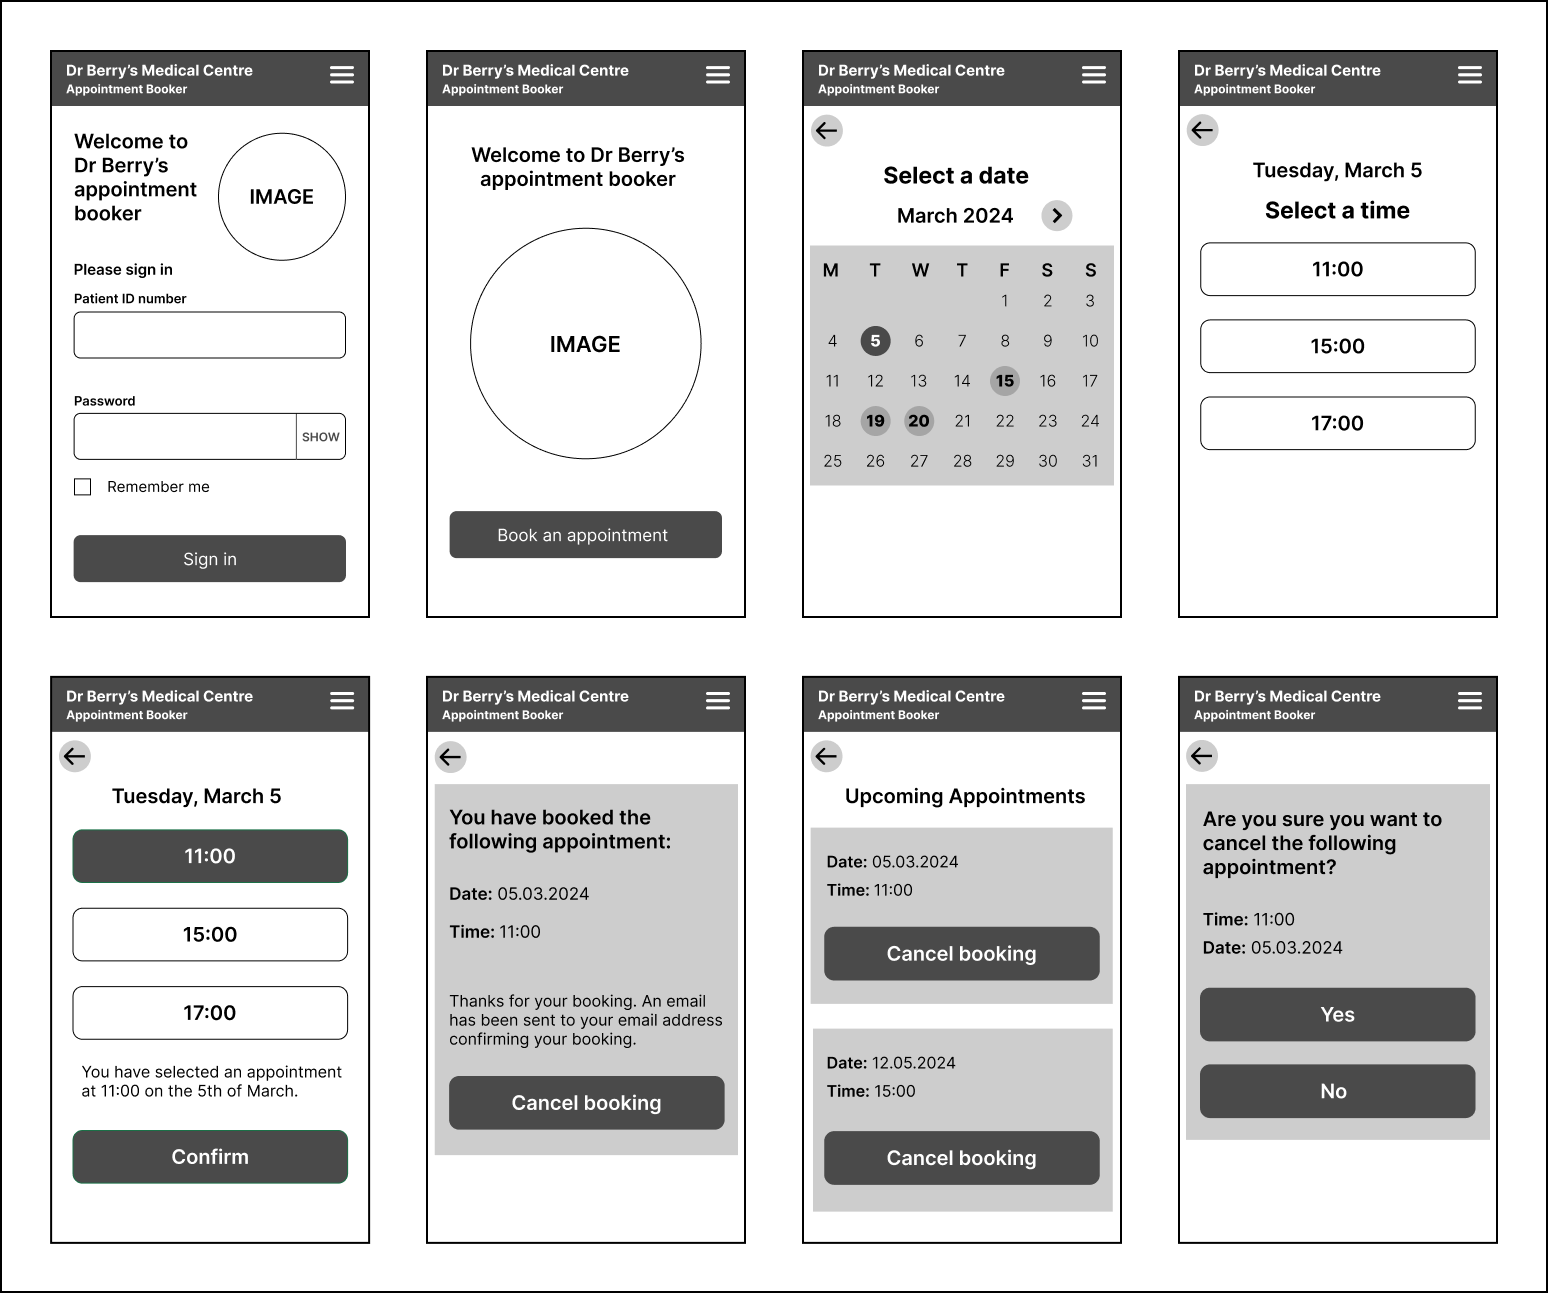 Dr Berry's Medical Centre
Appointment Booker
Welcome to
Dr Berry's
appointment
booker
IMAGE
Please sign in
Patient ID number
Password
SHOW
Remember me
Sign in
Dr Berry's Medical Centre
Appointment Booker
Welcome to Dr Berry's
appointment booker
IMAGE
Book an appointment
Dr Berry's Medical Centre
Appointment Booker
Select a date
March 2024
M T W T F S S
1 2 3
4 5 6 7 8 9 10
11 12 13 14 15 16 17
18 19 20 21 22 23 24
25 26 27 28 29 30 31
Dr Berry's Medical Centre
Appointment Booker
Tuesday, March 5
Select a time
11:00
15:00
17:00
Dr Berry's Medical Centre
Appointment Booker
Tuesday, March 5
11:00
15:00
17:00
You have selected an appointment
at 11:00 on the 5th of March.
Confirm
Dr Berry's Medical Centre
Appointment Booker
You have booked the
following appointment:
Date: 05.03.2024
Time: 11:00
Thanks for your booking. An email
has been sent to your email address
confirming your booking.
Cancel booking
Dr Berry's Medical Centre
Appointment Booker
Upcoming Appointments
Date: 05.03.2024
Time: 11:00
Cancel booking
Date: 12.05.2024
Time: 15:00
Cancel booking
Dr Berry's Medical Centre
Appointment Booker
Are you sure you want to
cancel the following
appointment?
Time: 11:00
Date: 05.03.2024
Yes
No